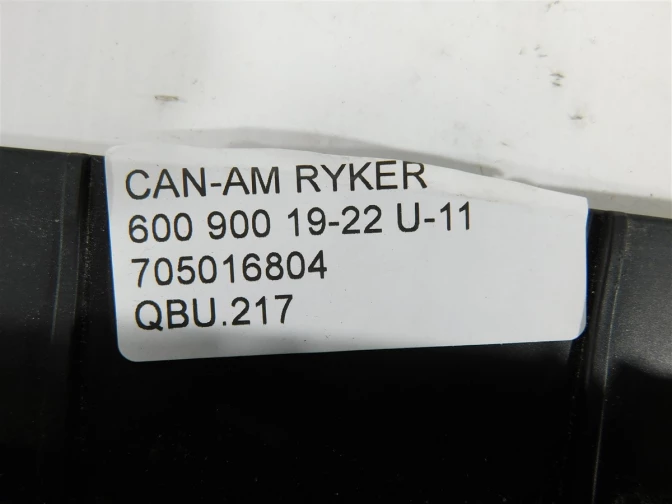 CAN-AM RYKER
600 900 19-22 U-11
705016804
QBU.217